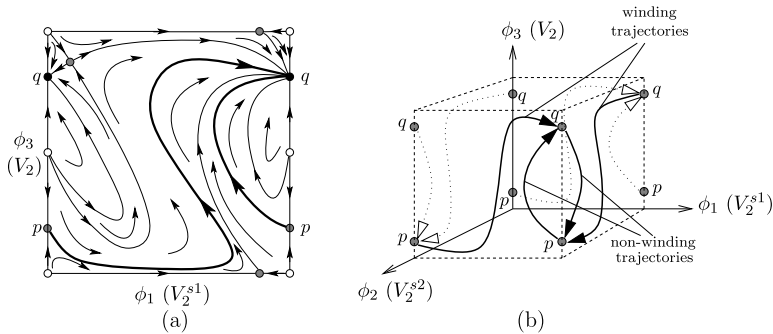 q
q
ϕ₃
(V₂)
p
p
ϕ₁ (V₂ˢ¹)
(a)
ϕ₃ (V₂)
winding
trajectories
q
q
q
q
p
p
p
p
ϕ₁ (V₂ˢ¹)
non-winding
trajectories
ϕ₂ (V₂ˢ²)
(b)